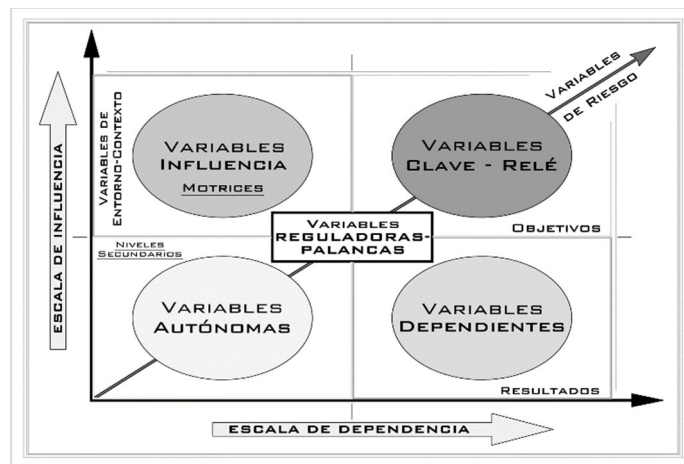 VARIABLES
DE RIESGO
VARIABLES DE
ENTORNO-CONTEXTO
ESCALA DE INFLUENCIA
VARIABLES
INFLUENCIA
MOTRICES
VARIABLES
CLAVE - RELÉ
OBJETIVOS
VARIABLES
REGULADORAS-
PALANCAS
NIVELES
SECUNDARIOS
VARIABLES
AUTÓNOMAS
VARIABLES
DEPENDIENTES
RESULTADOS
ESCALA DE DEPENDENCIA